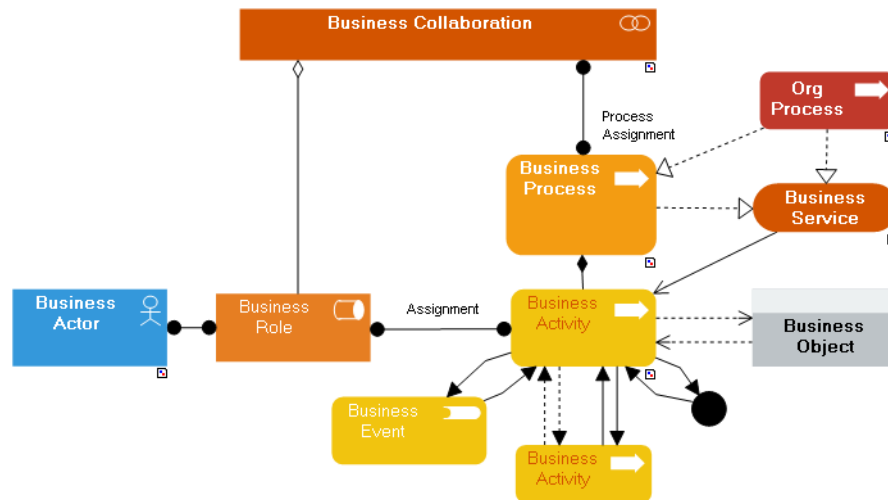 Business Collaboration
Org
Process
Process
Assignment
Business
Process
Business
Service
Business
Actor
Business
Role
Assignment
Business
Activity
Business
Object
Business
Event
Business
Activity